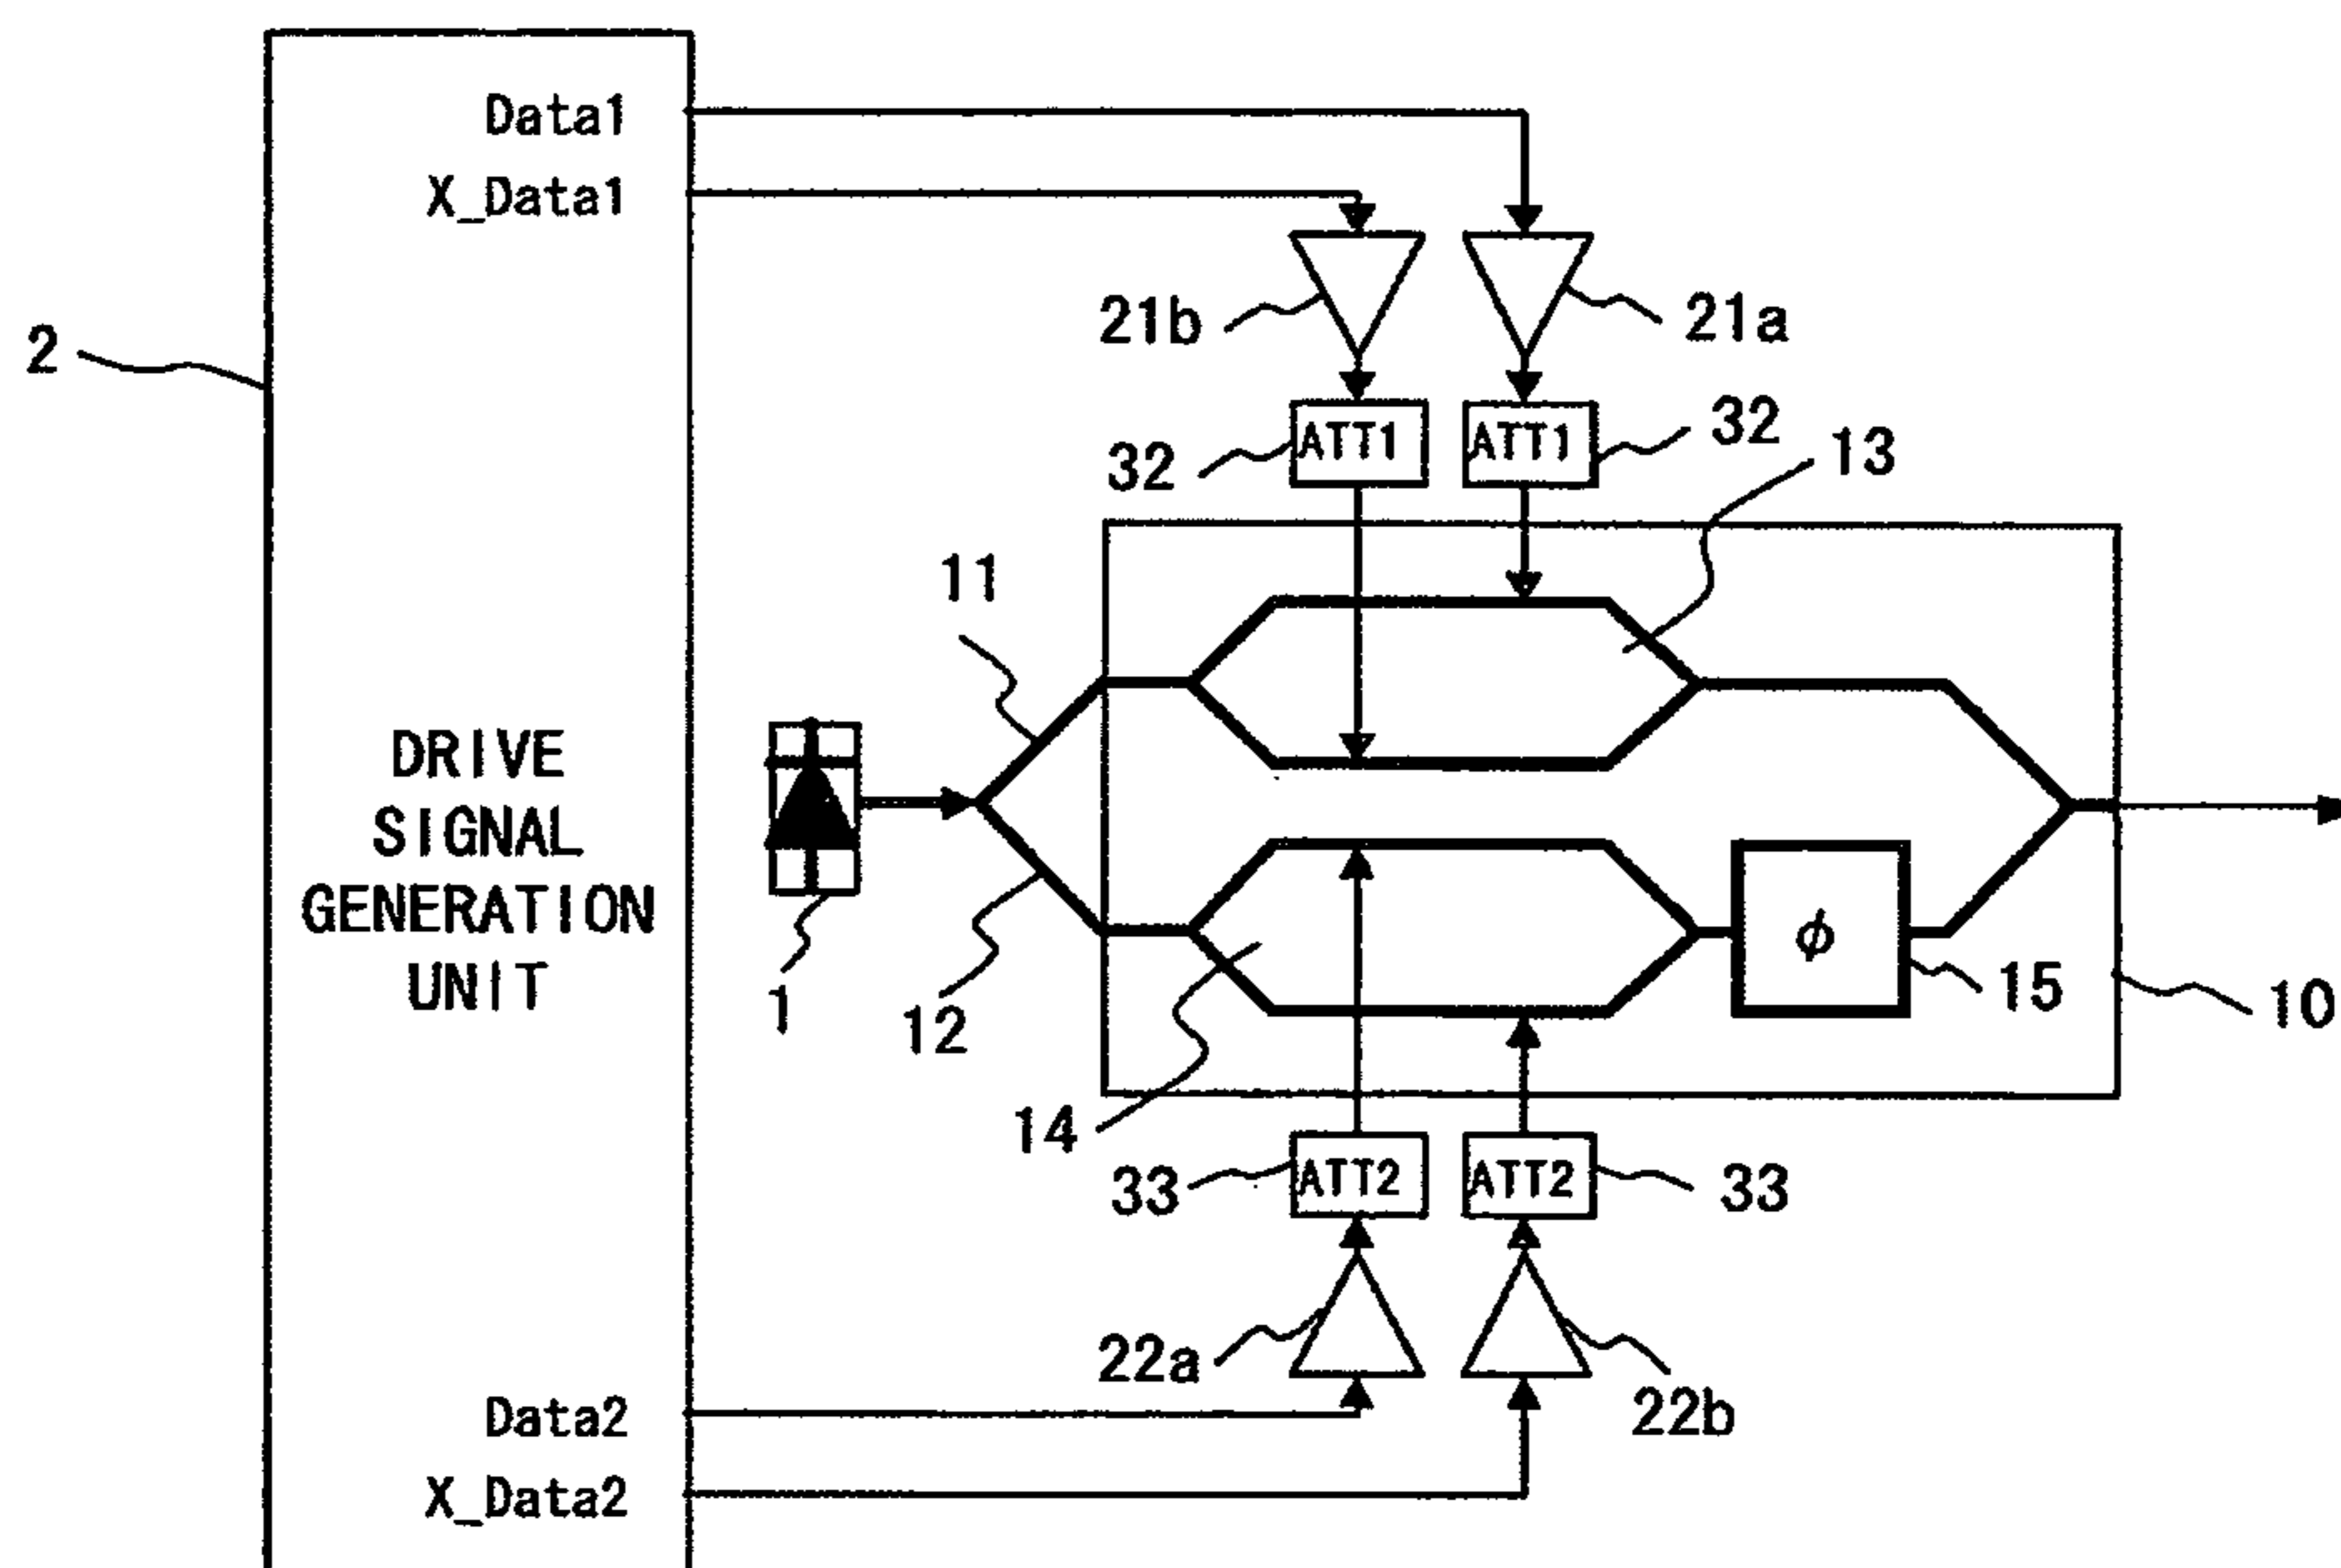 Data1
X_Data1
21b
21a
2
32
ATT1
ATT1
32
13
11
DRIVE
SIGNAL
GENERATION
UNIT
1
12
φ
15
10
14
33
ATT2
ATT2
33
22a
22b
Data2
X_Data2